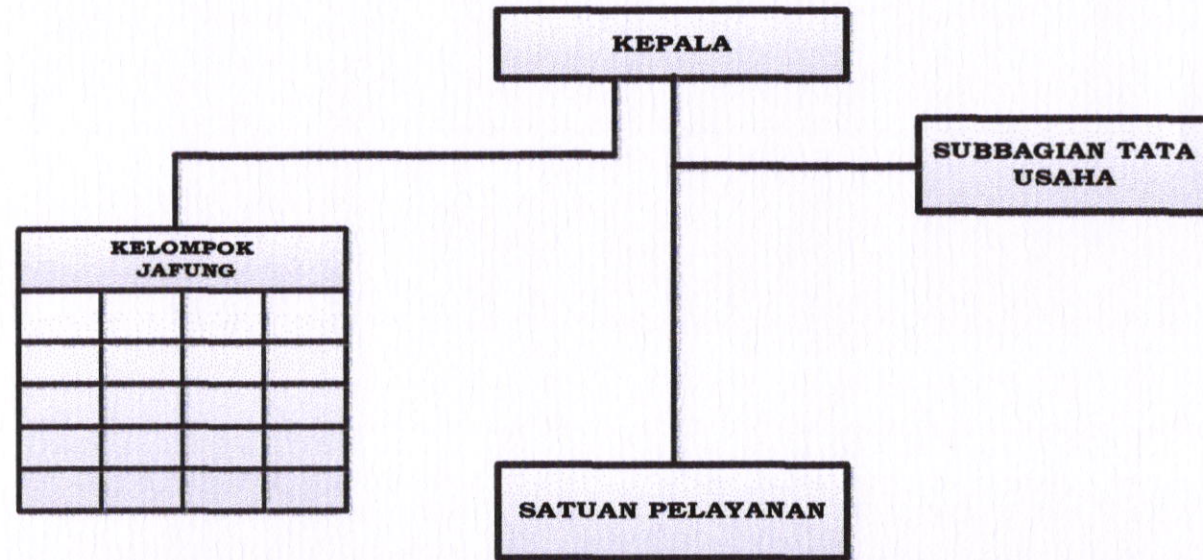 KEPALA
SUBBAGIAN TATA
USAHA
KELOMPOK
JAFUNG
SATUAN PELAYANAN